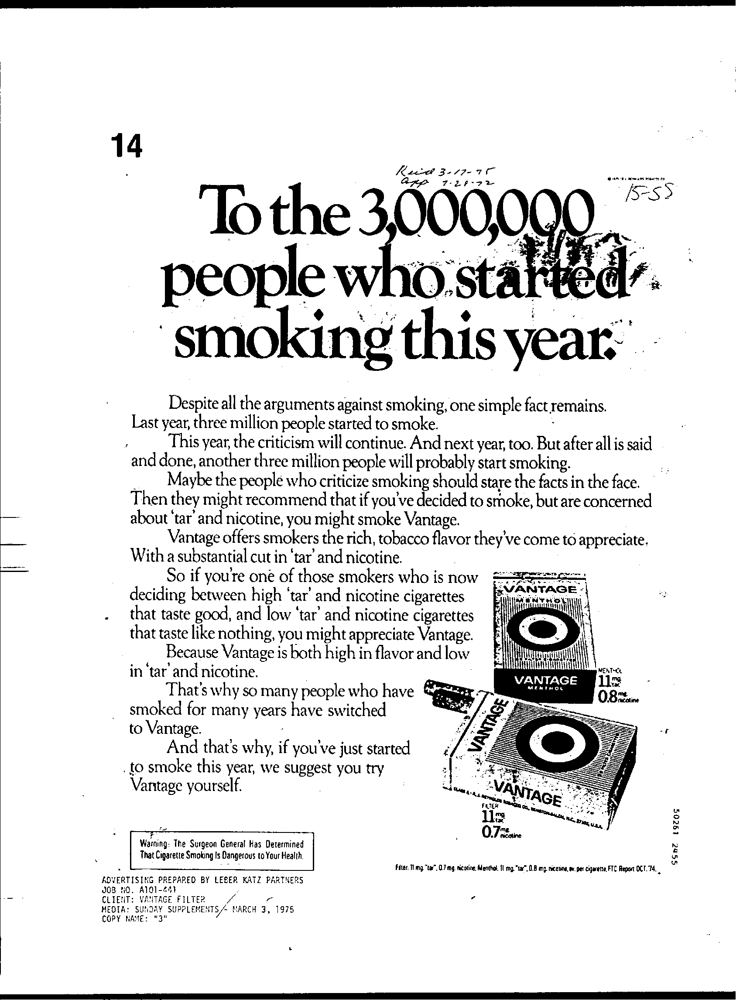 14
15-55
To the 3,000,000
people who started
smoking this year.
Despite all the arguments against smoking, one simple fact remains.
Last year, three million people started to smoke.
This year, the criticism will continue. And next year, too. But after all is said
and done, another three million people will probably start smoking.
Maybe the people who criticize smoking should stare the facts in the face.
Then they might recommend that if you've decided to smoke, but are concerned
about 'tar' and nicotine, you might smoke Vantage.
Vantage offers smokers the rich, tobacco flavor they've come to appreciate.
With a substantial cut in 'tar' and nicotine.
So if you're one of those smokers who is now
deciding between high 'tar' and nicotine cigarettes
that taste good, and low 'tar' and nicotine cigarettes
that taste like nothing, you might appreciate Vantage.
Because Vantage is both high in flavor and low
in 'tar' and nicotine.
That's why so many people who have
smoked for many years have switched
to Vantage.
And that's why, if you've just started
to smoke this year, we suggest you try
Vantage yourself.
VANTAGE
MENTHOL
VANTAGE
MENTHOL
MENTHOL
11 mg. tar
0.8 mg. nicotine
VANTAGE
VANTAGE
FILTER
11 mg. tar
0.7 mg. nicotine
Warning: The Surgeon General Has Determined
That Cigarette Smoking Is Dangerous to Your Health.
Filter: 11 mg. "tar", 0.7 mg. nicotine, Menthol: 11 mg. "tar", 0.8 mg. nicotine, av. per cigarette, FTC Report OCT. '74.
ADVERTISING PREPARED BY LEBER KATZ PARTNERS
JOB NO. A101-441
CLIENT: VANTAGE FILTER
MEDIA: SUNDAY SUPPLEMENTS - MARCH 3, 1975
COPY NAME: "3"
50261 2455